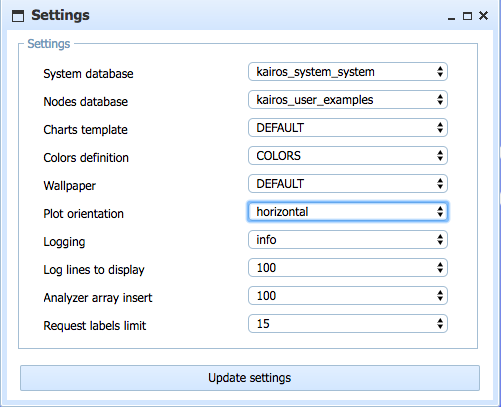 Settings
Settings
System database kairos_system_system
Nodes database kairos_user_examples
Charts template DEFAULT
Colors definition COLORS
Wallpaper DEFAULT
Plot orientation horizontal
Logging info
Log lines to display 100
Analyzer array insert 100
Request labels limit 15
Update settings